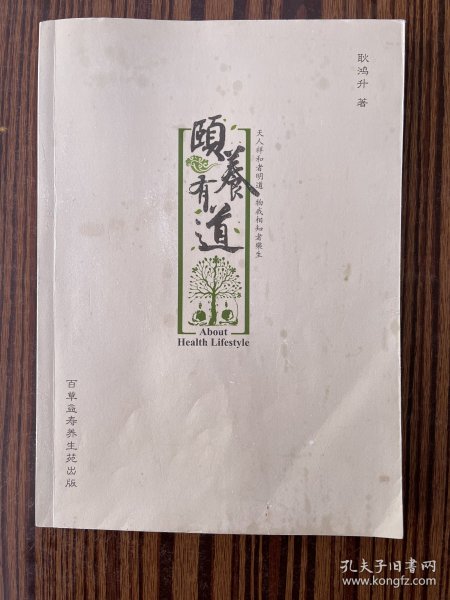 耿鸿升 著
頤養有道
天人祥和者明道 物我相知者樂生
About
Health Lifestyle
百草益寿养生苑出版
孔夫子旧书网
www.kongfz.com